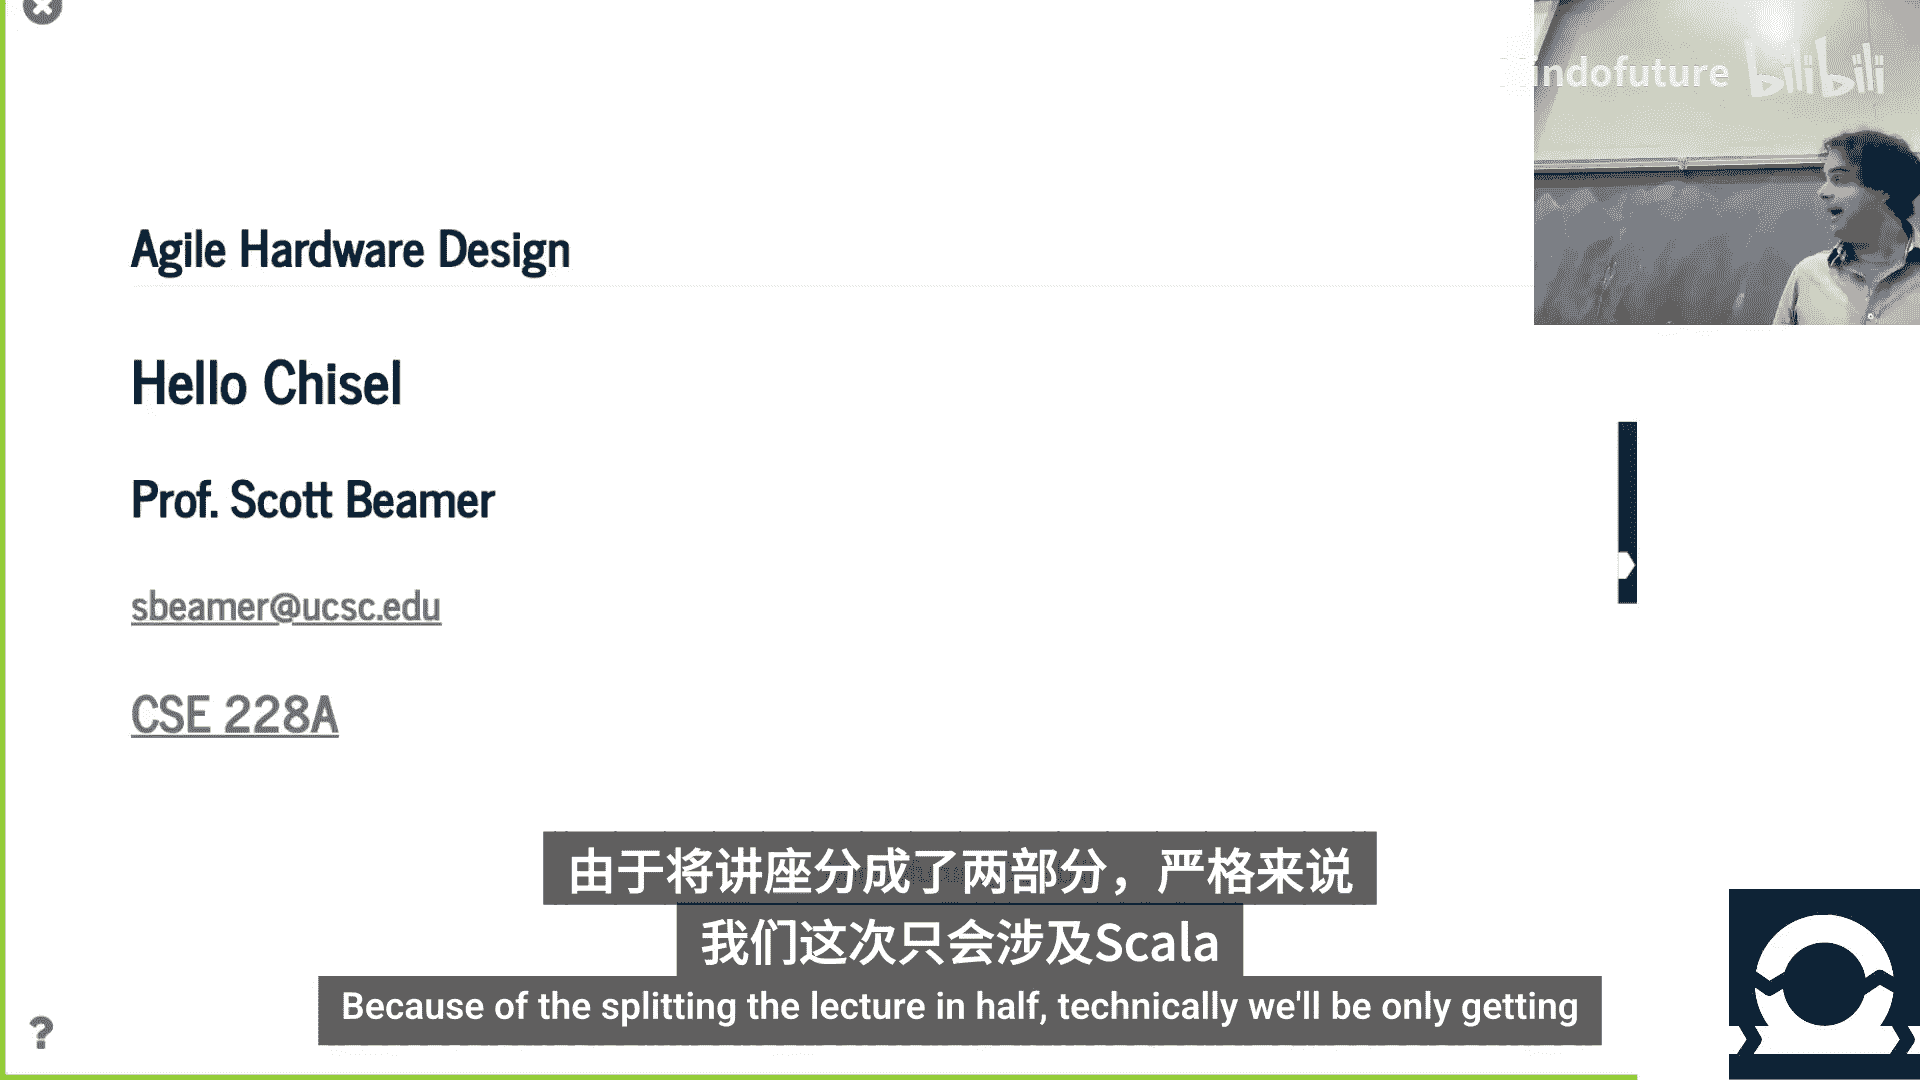 indofuture bilibili
Agile Hardware Design
Hello Chisel
Prof. Scott Beamer
sbeamer@ucsc.edu
CSE 228A
由于将讲座分成了两部分，严格来说
我们这次只会涉及Scala
Because of the splitting the lecture in half, technically we'll be only getting
?